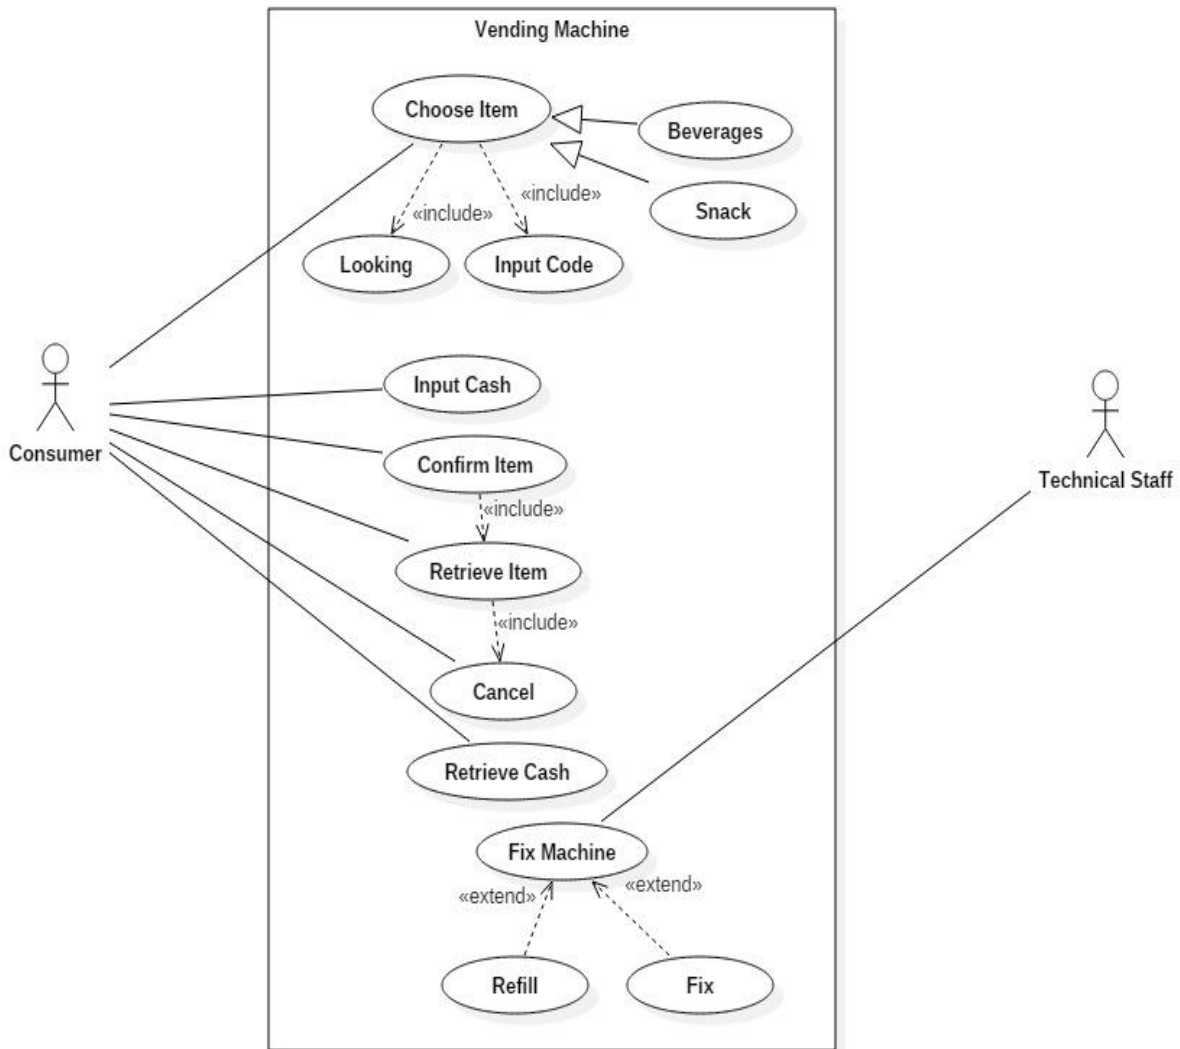 Vending Machine
Choose Item
Beverages
Snack
«include»
«include»
Looking
Input Code
Input Cash
Consumer
Confirm Item
Technical Staff
«include»
Retrieve Item
«include»
Cancel
Retrieve Cash
Fix Machine
«extend»
«extend»
Refill
Fix